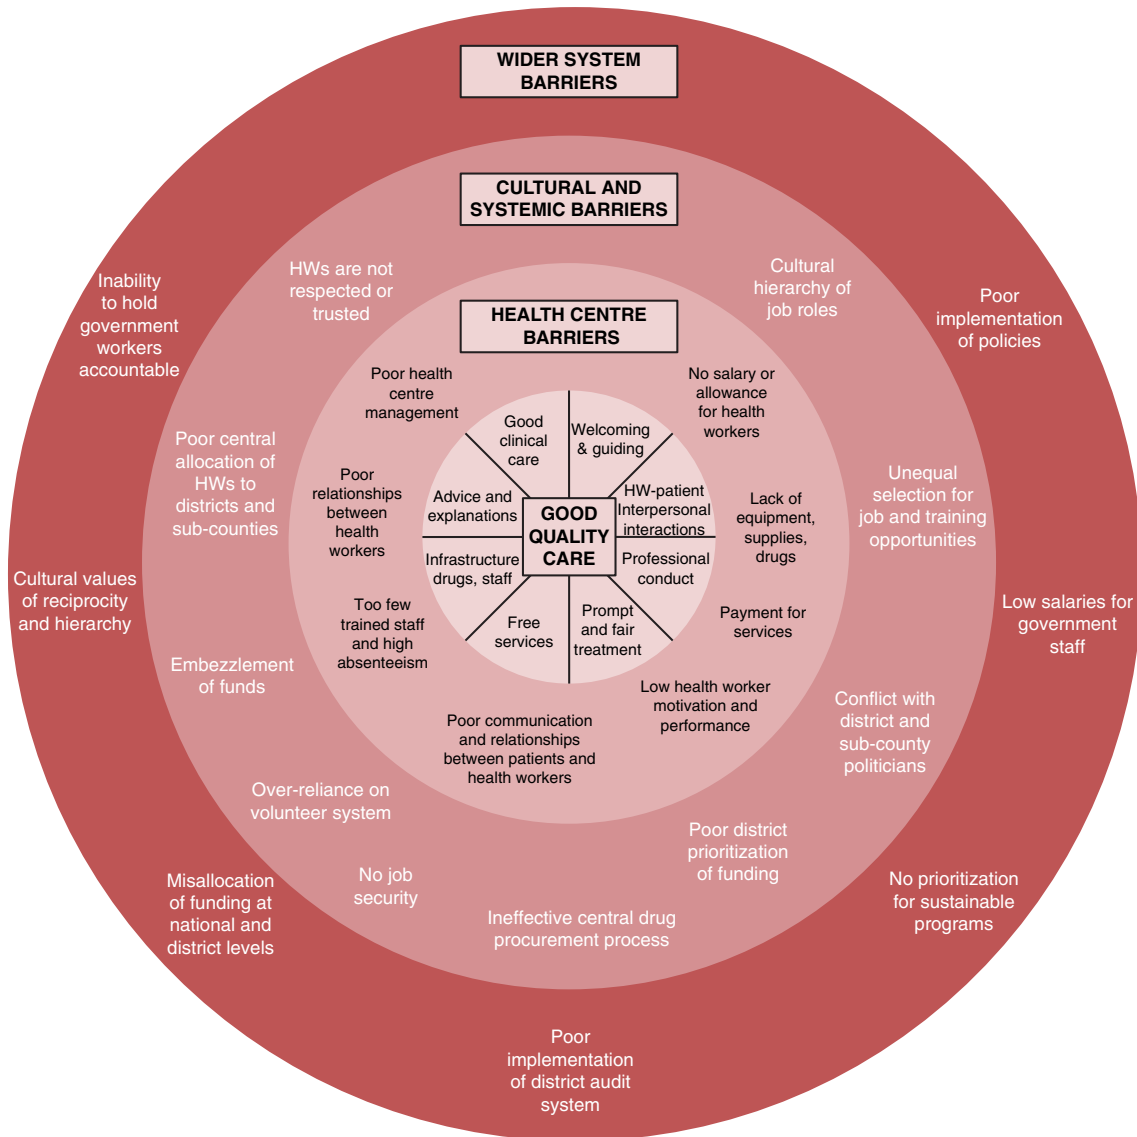 WIDER SYSTEM
BARRIERS
CULTURAL AND
SYSTEMIC BARRIERS
HEALTH CENTRE
BARRIERS
Inability
to hold
government
workers
accountable
HWs are not
respected or
trusted
Cultural
hierarchy of
job roles
Poor
implementation
of policies
Poor health
centre
management
No salary or
allowance
for health
workers
Good
clinical
care
Welcoming
& guiding
Poor central
allocation of
HWs to
districts and
sub-counties
Poor
relationships
between
health
workers
Advice and
explanations
GOOD
QUALITY
CARE
HW-patient
Interpersonal
interactions
Lack of
equipment,
supplies,
drugs
Unequal
selection for
job and training
opportunities
Cultural values
of reciprocity
and hierarchy
Infrastructure
drugs, staff
Professional
conduct
Low salaries for
government
staff
Too few
trained staff
and high
absenteeism
Free
services
Prompt
and fair
treatment
Payment for
services
Embezzlement
of funds
Low health worker
motivation and
performance
Conflict with
district and
sub-county
politicians
Poor communication
and relationships
between patients and
health workers
Over-reliance on
volunteer system
Poor district
prioritization
of funding
Misallocation
of funding at
national and
district levels
No job
security
Ineffective central drug
procurement process
No prioritization
for sustainable
programs
Poor
implementation
of district audit
system